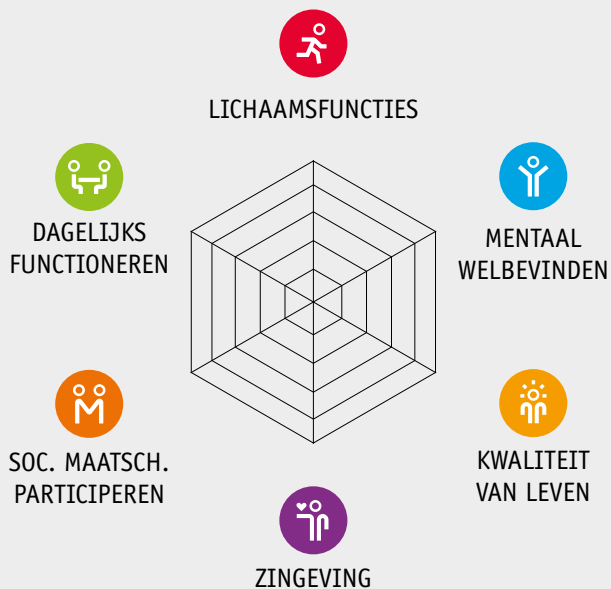 LICHAAMSFUNCTIES
DAGELIJKS
FUNCTIONEREN
MENTAAL
WELBEVINDEN
SOC. MAATSCH.
PARTICIPEREN
KWALITEIT
VAN LEVEN
ZINGEVING